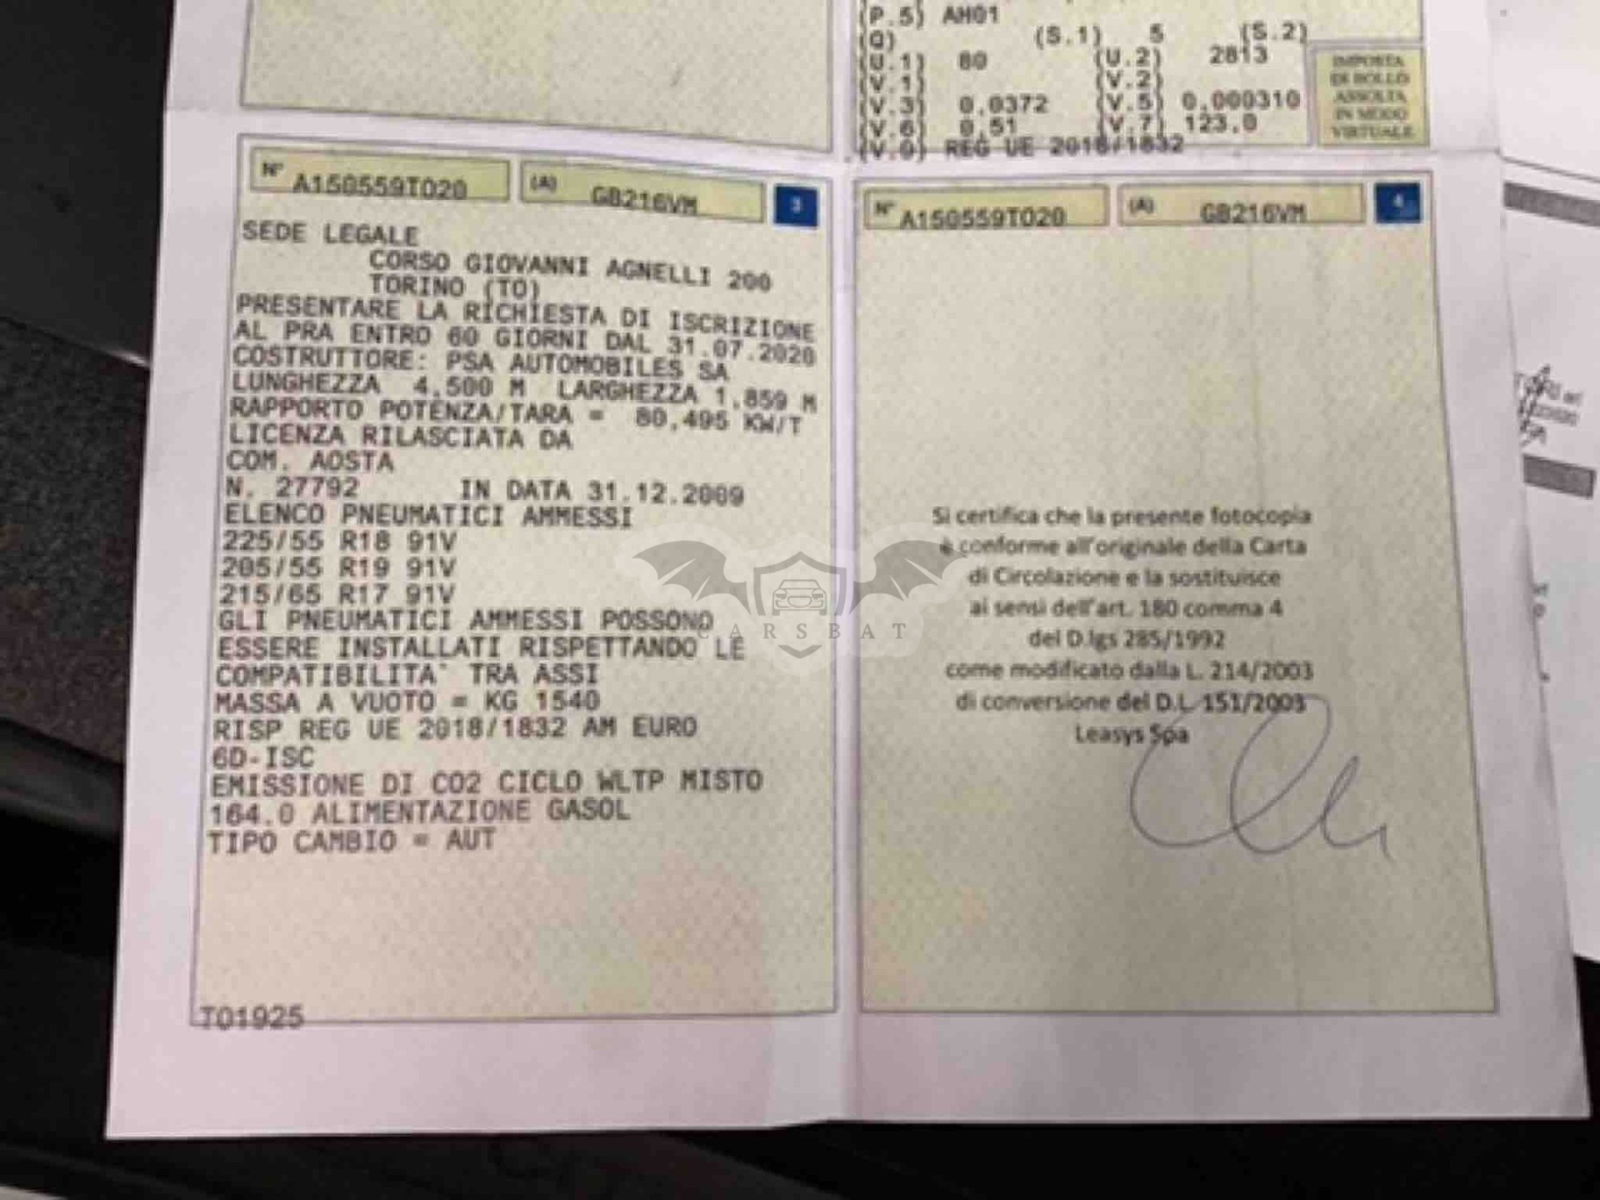 (P.5) AH01
(Q) (S.1) 5 (S.2)
(U.1) 80 (U.2) 2813
(V.1) (V.2)
(V.3) 0,0372 (V.5) 0,000310
(V.6) 0,51 (V.7) 123,0
(V.9) REG UE 2018/1832
IMPOSTA
DI BOLLO
ASSOLTA
IN MODO
VIRTUALE
N° A150559TO20 (A) GB216VM 3
SEDE LEGALE
CORSO GIOVANNI AGNELLI 200
TORINO (TO)
PRESENTARE LA RICHIESTA DI ISCRIZIONE
AL PRA ENTRO 60 GIORNI DAL 31.07.2020
COSTRUTTORE: PSA AUTOMOBILES SA
LUNGHEZZA 4,500 M LARGHEZZA 1,859 M
RAPPORTO POTENZA/TARA = 80,495 KW/T
LICENZA RILASCIATA DA
COM. AOSTA
N. 27792 IN DATA 31.12.2009
ELENCO PNEUMATICI AMMESSI
225/55 R18 91V
205/55 R19 91V
215/65 R17 91V
GLI PNEUMATICI AMMESSI POSSONO
ESSERE INSTALLATI RISPETTANDO LE
COMPATIBILITA` TRA ASSI
MASSA A VUOTO = KG 1540
RISP REG UE 2018/1832 AM EURO
6D-ISC
EMISSIONE DI CO2 CICLO WLTP MISTO
164.0 ALIMENTAZIONE GASOL
TIPO CAMBIO = AUT
T01925
N° A150559TO20 (A) GB216VM 4
Si certifica che la presente fotocopia
è conforme all'originale della Carta
di Circolazione e la sostituisce
ai sensi dell'art. 180 comma 4
del D.lgs 285/1992
come modificato dalla L. 214/2003
di conversione del D.L. 151/2003
Leasys Spa
CARSBAT